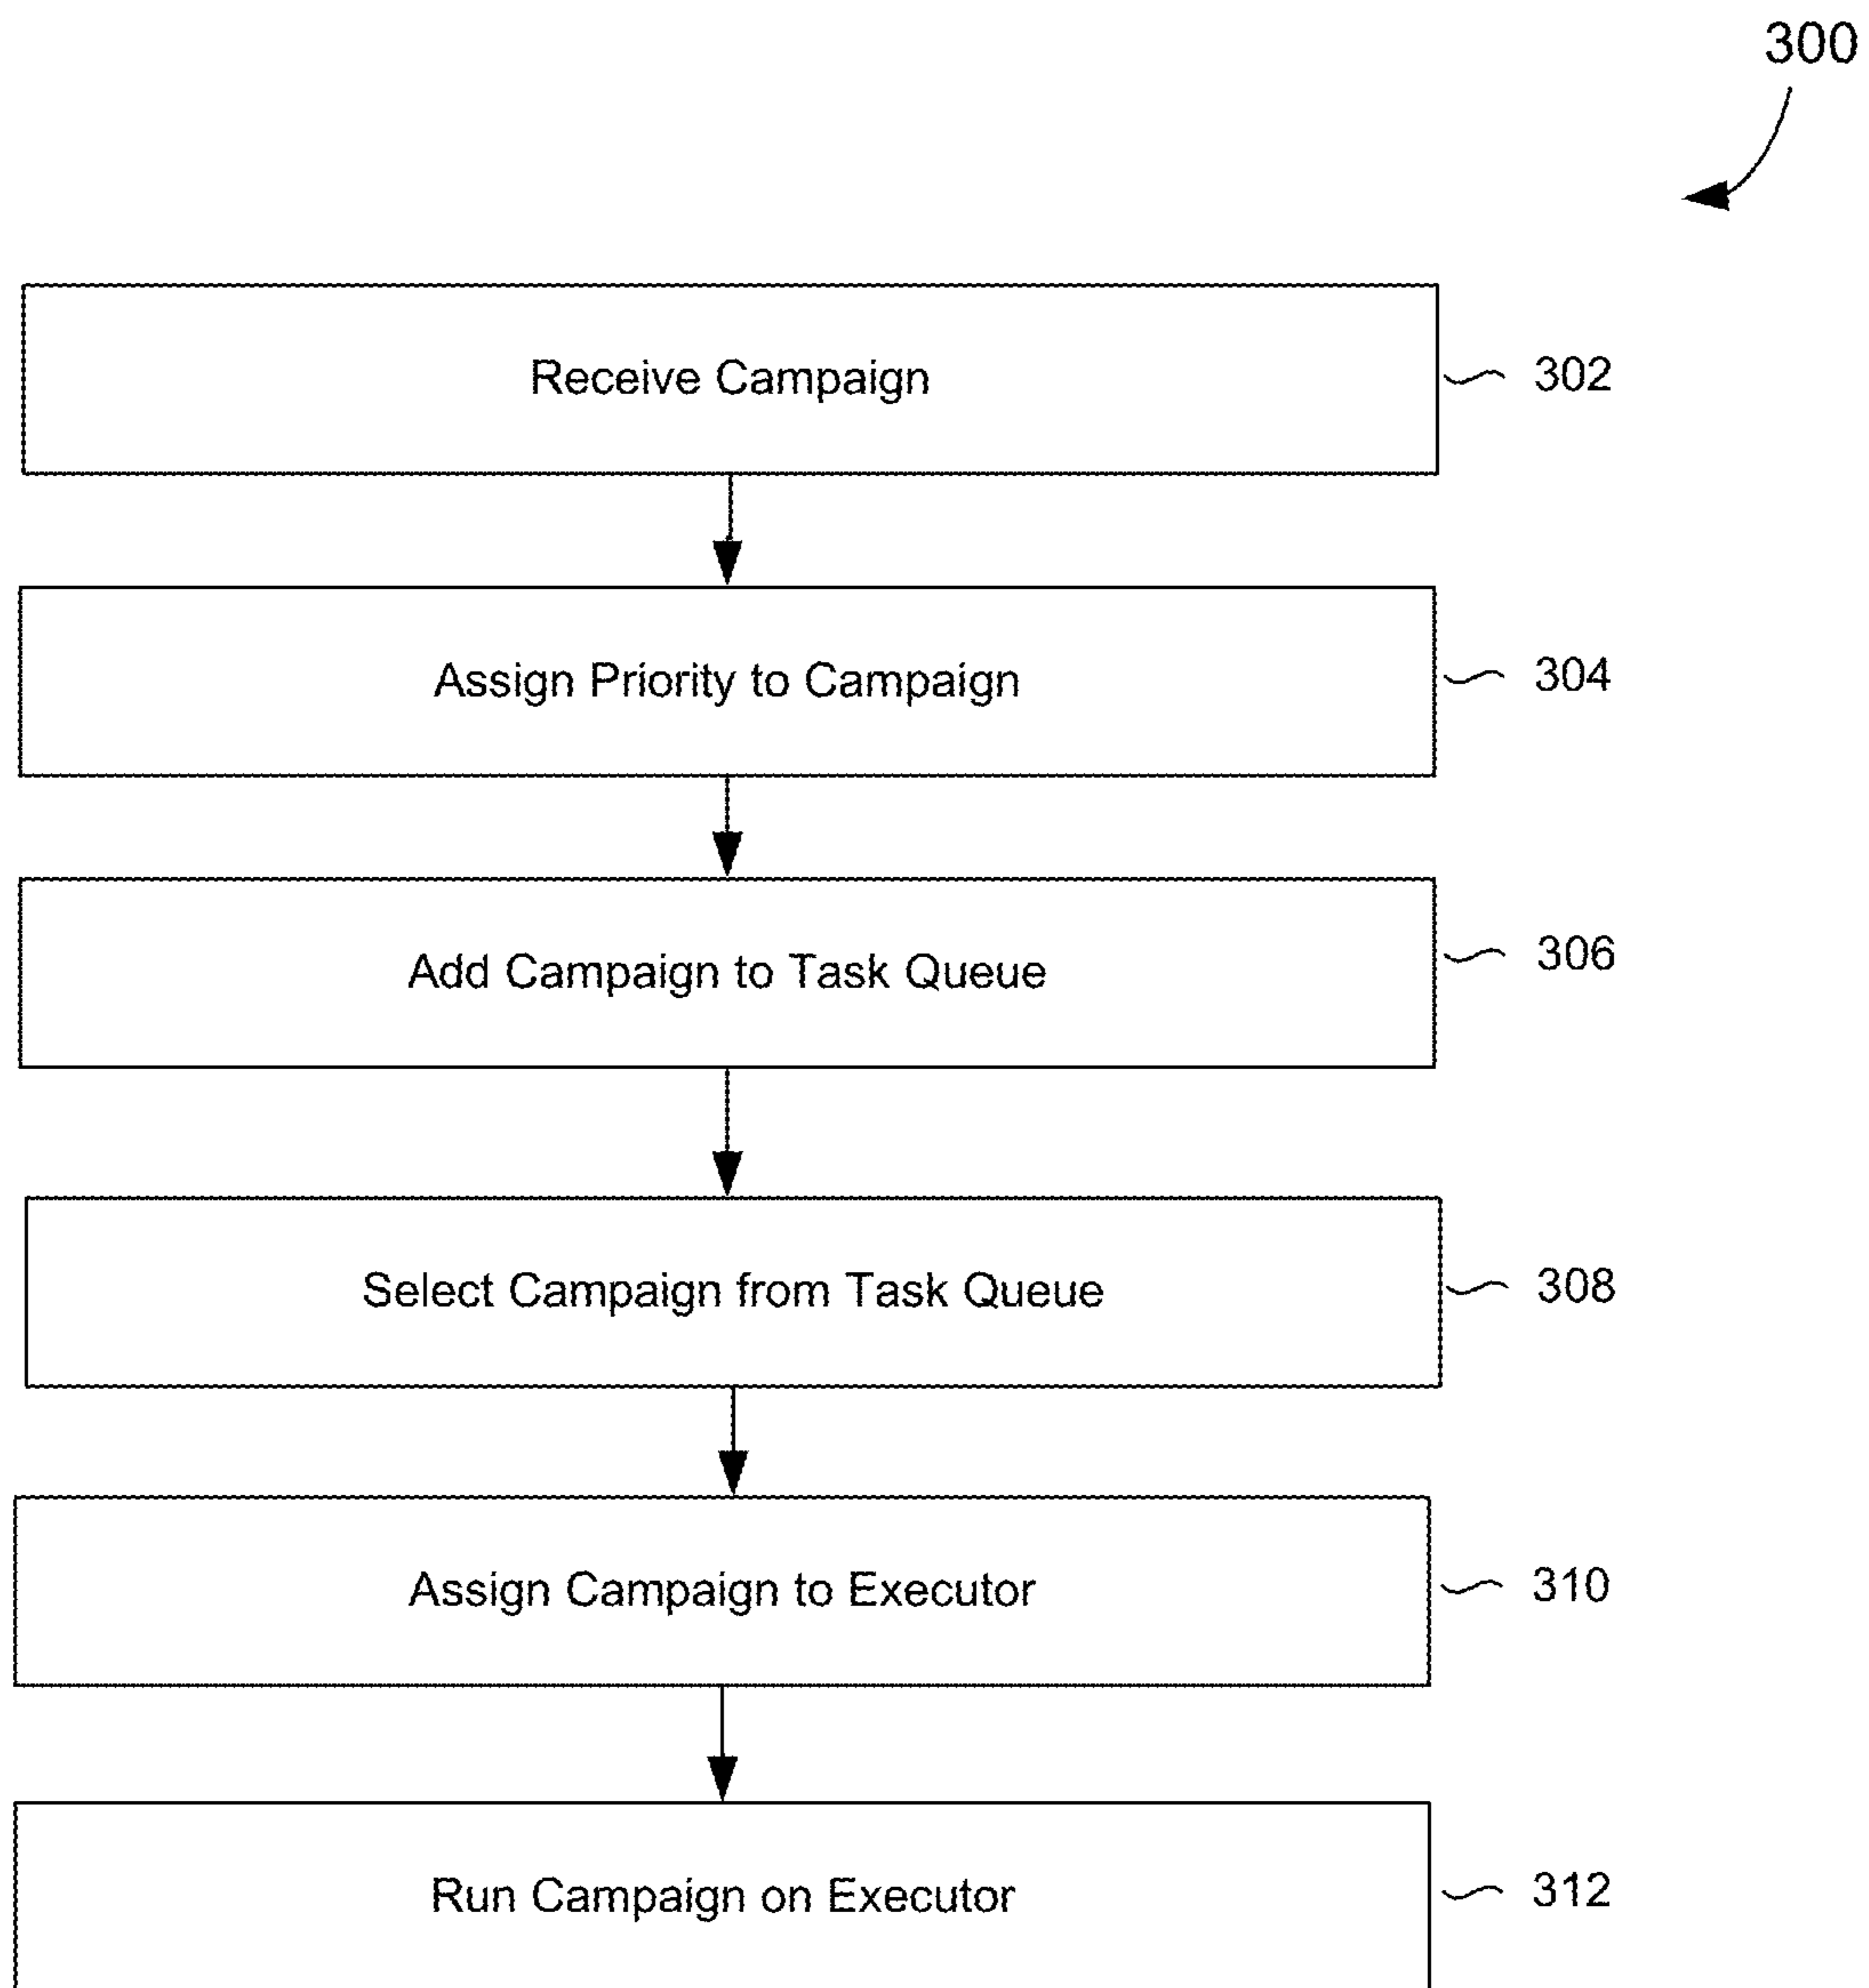 300
Receive Campaign
302
Assign Priority to Campaign
304
Add Campaign to Task Queue
306
Select Campaign from Task Queue
308
Assign Campaign to Executor
310
Run Campaign on Executor
312